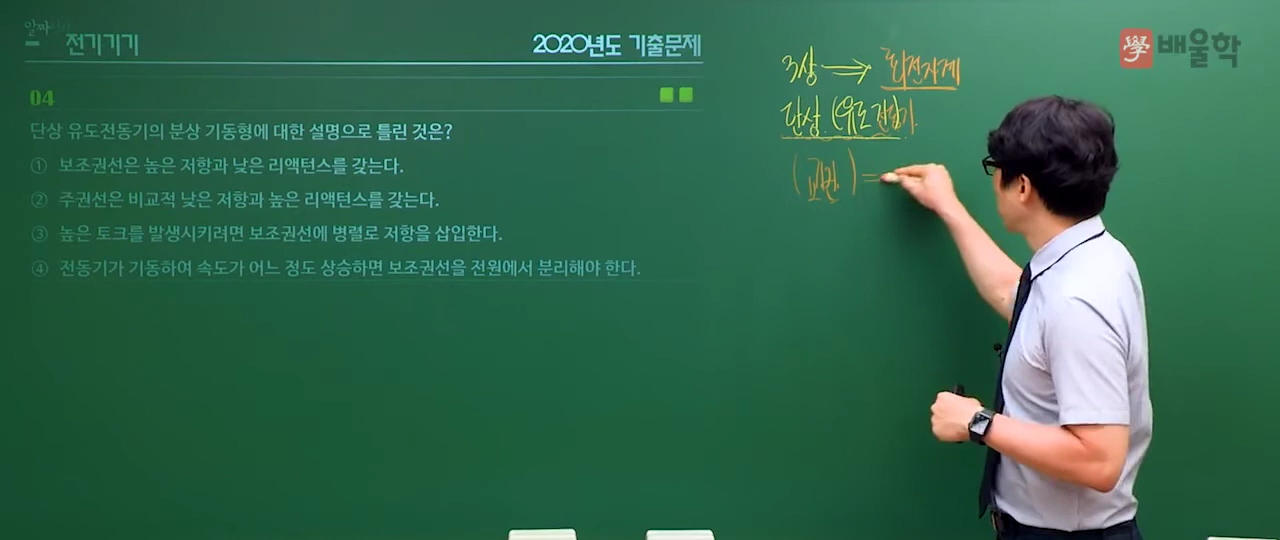 알짜
전기기기
2020년도 기출문제
學 배울학
04
단상 유도전동기의 분상 기동형에 대한 설명으로 틀린 것은?
① 보조권선은 높은 저항과 낮은 리액턴스를 갖는다.
② 주권선은 비교적 낮은 저항과 높은 리액턴스를 갖는다.
③ 높은 토크를 발생시키려면 보조권선에 병렬로 저항을 삽입한다.
④ 전동기가 기동하여 속도가 어느 정도 상승하면 보조권선을 전원에서 분리해야 한다.
3상 → 회전자계
단상 (유도 전동)기
(교번) =